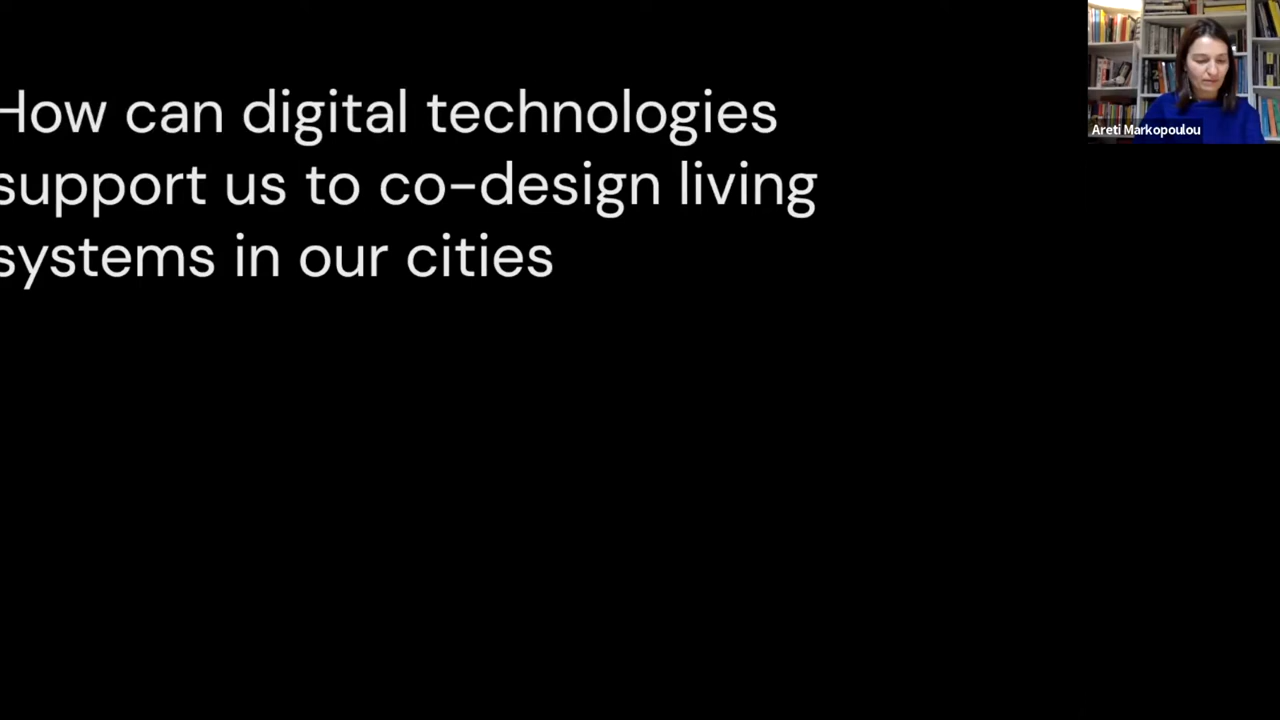 How can digital technologies
support us to co-design living
systems in our cities
Areti Markopoulou